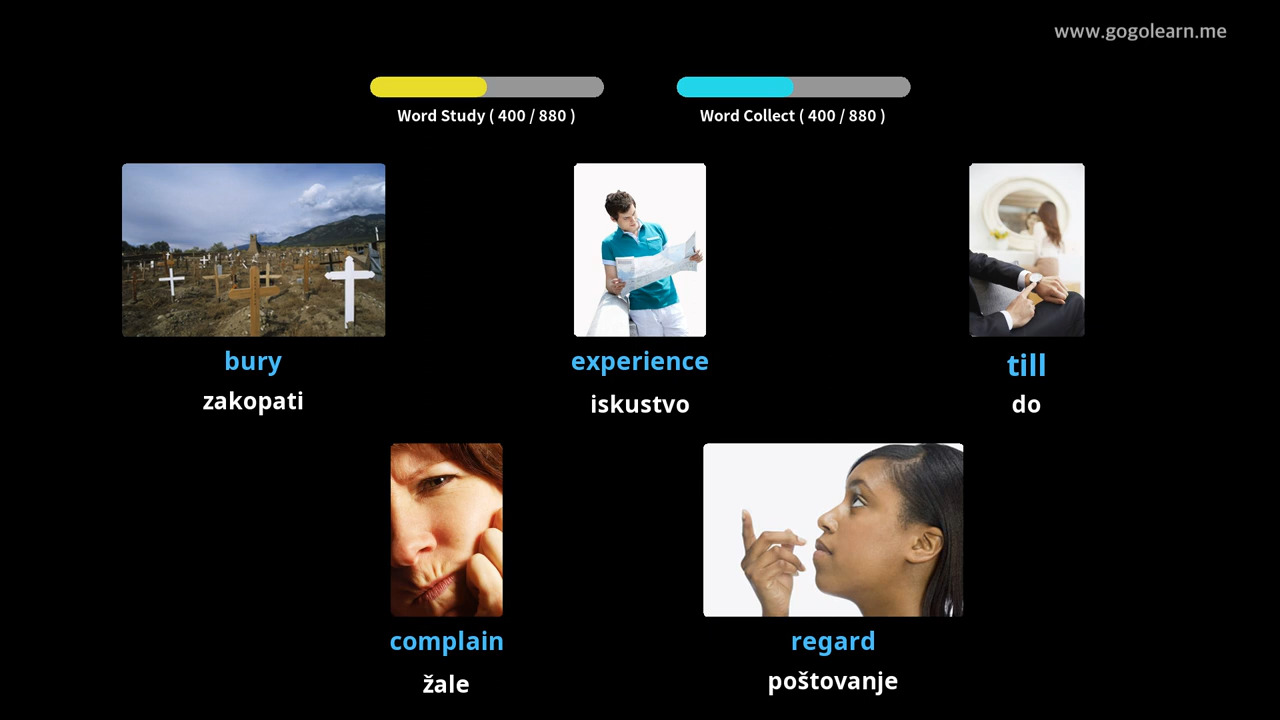 www.gogolearn.me
Word Study ( 400 / 880 )
Word Collect ( 400 / 880 )
bury
zakopati
experience
iskustvo
till
do
complain
žale
regard
poštovanje